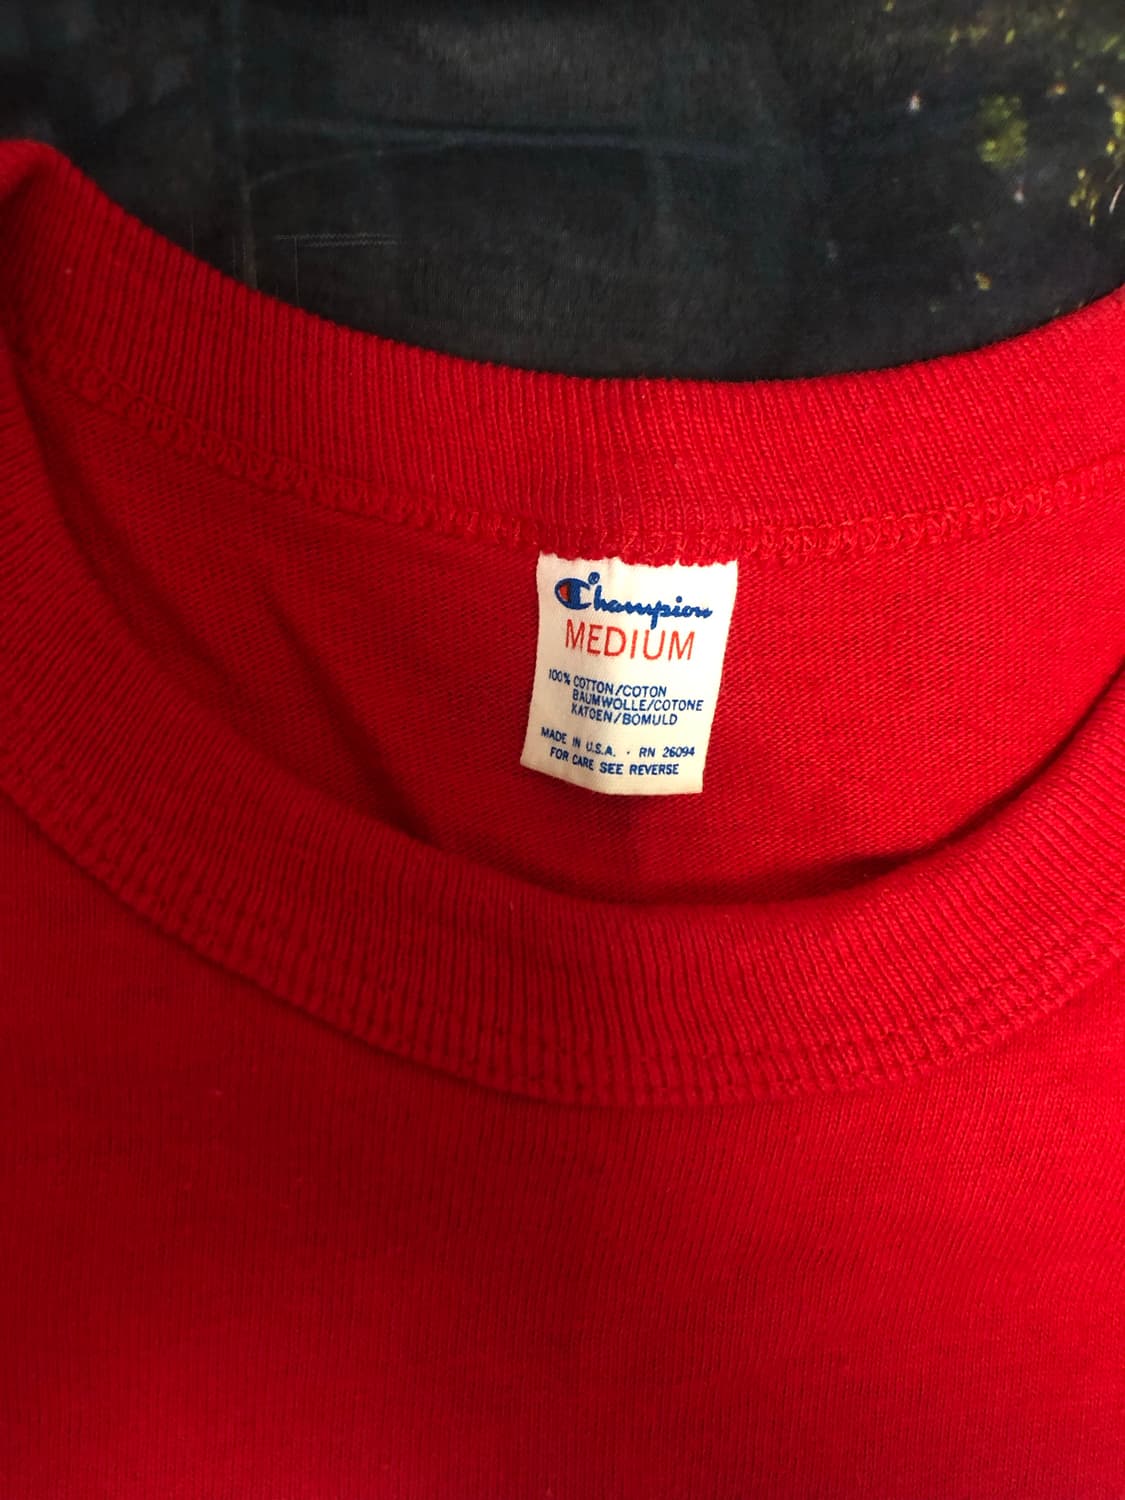 Champion
MEDIUM
100% COTTON/COTON
BAUMWOLLE/COTONE
KATOEN/BOMULD
MADE IN U.S.A. · RN 26094
FOR CARE SEE REVERSE